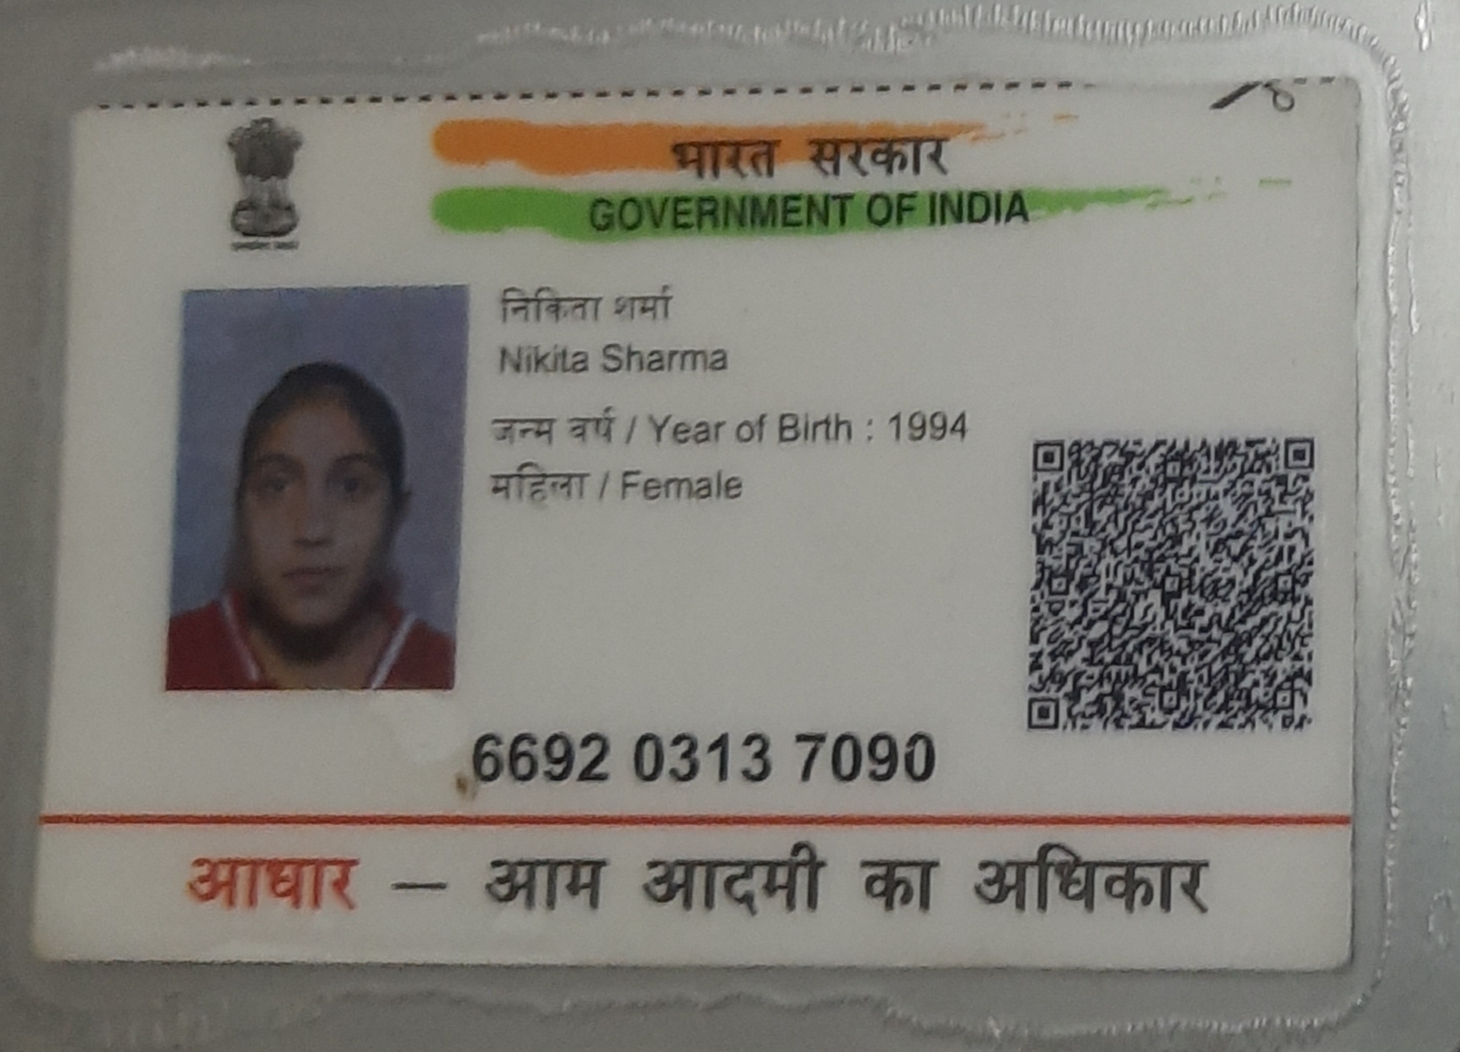 भारत सरकार
GOVERNMENT OF INDIA
निकिता शर्मा
Nikita Sharma
जन्म वर्ष / Year of Birth : 1994
महिला / Female
6692 0313 7090
आधार – आम आदमी का अधिकार